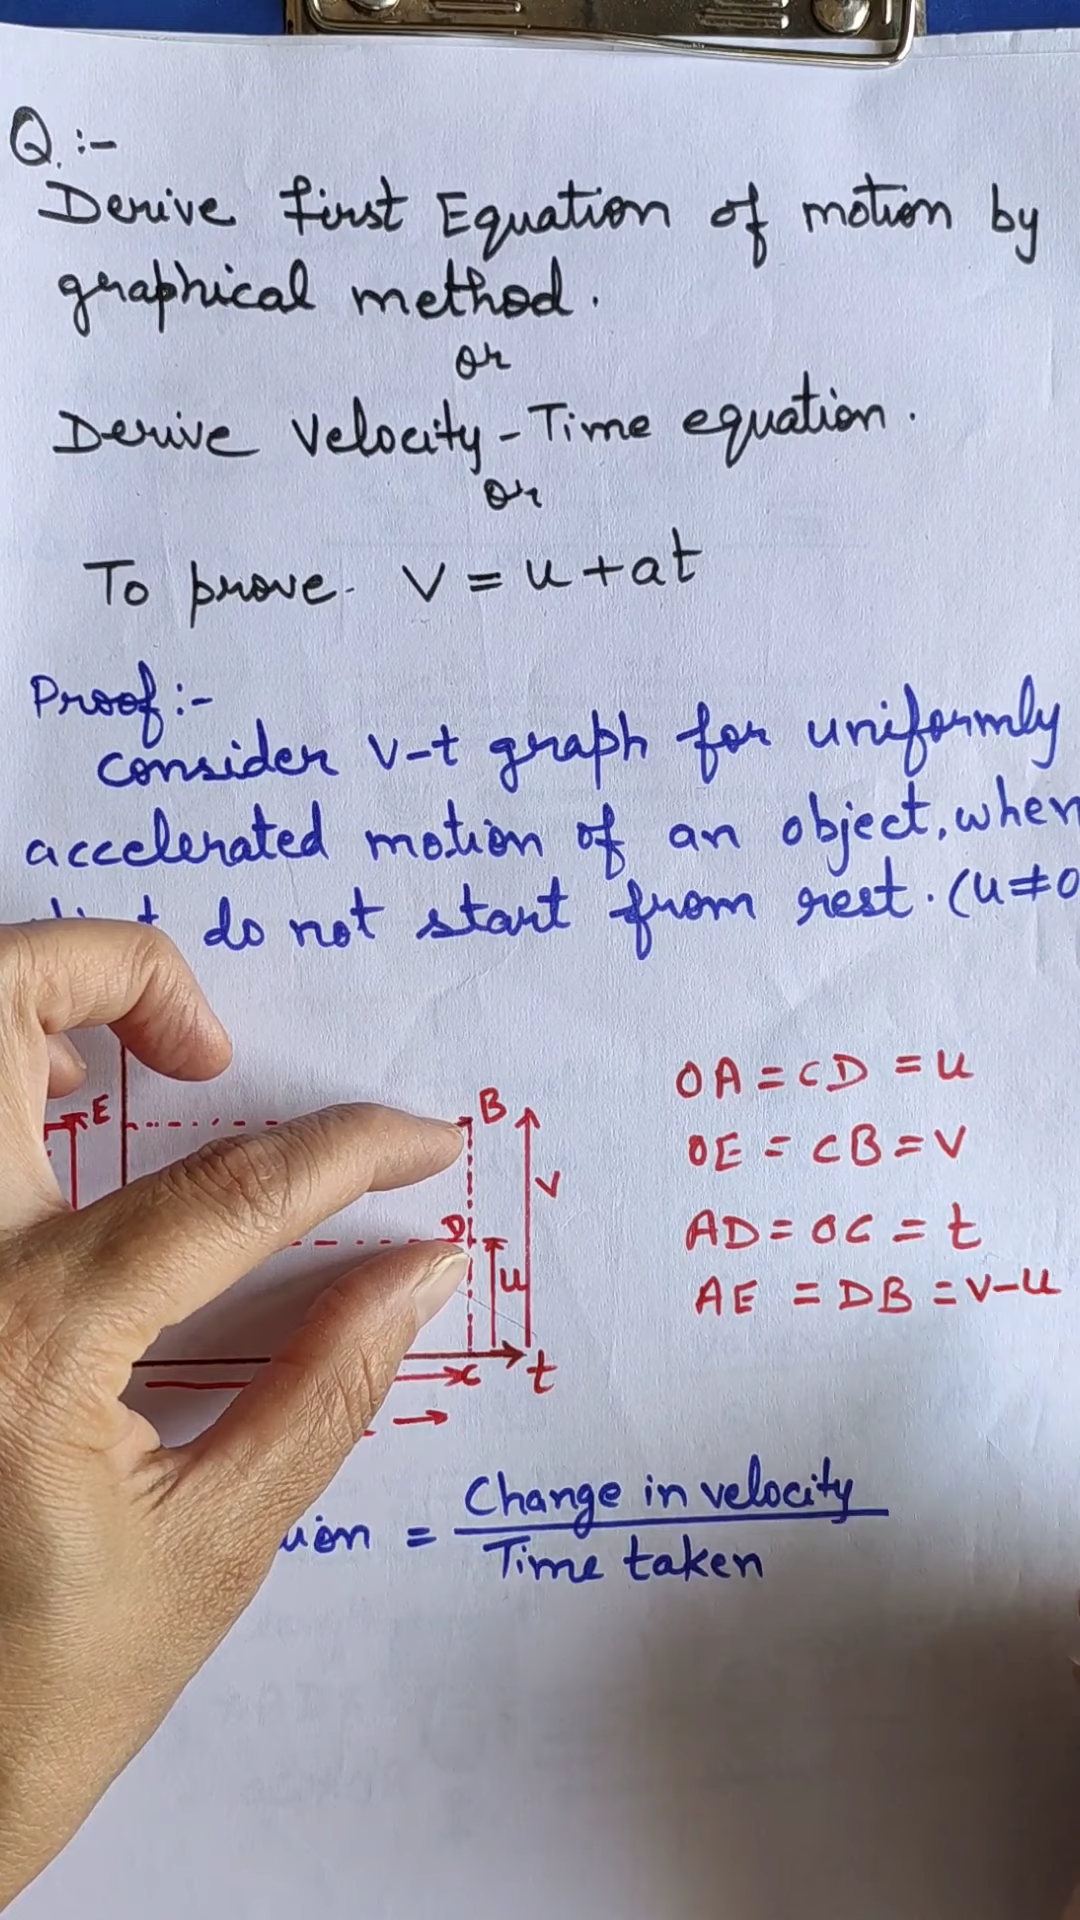 Q. :-
Derive first Equation of motion by
graphical method.
or
Derive Velocity-Time equation.
or
To prove. V = u + at
Proof :-
consider v-t graph for uniformly
accelerated motion of an object, when
do not start from rest. (u≠0
E
B
V
D
u
C
t
OA = CD = u
OE = CB = V
AD = OC = t
AE = DB = V-u
= Change in velocity
Time taken